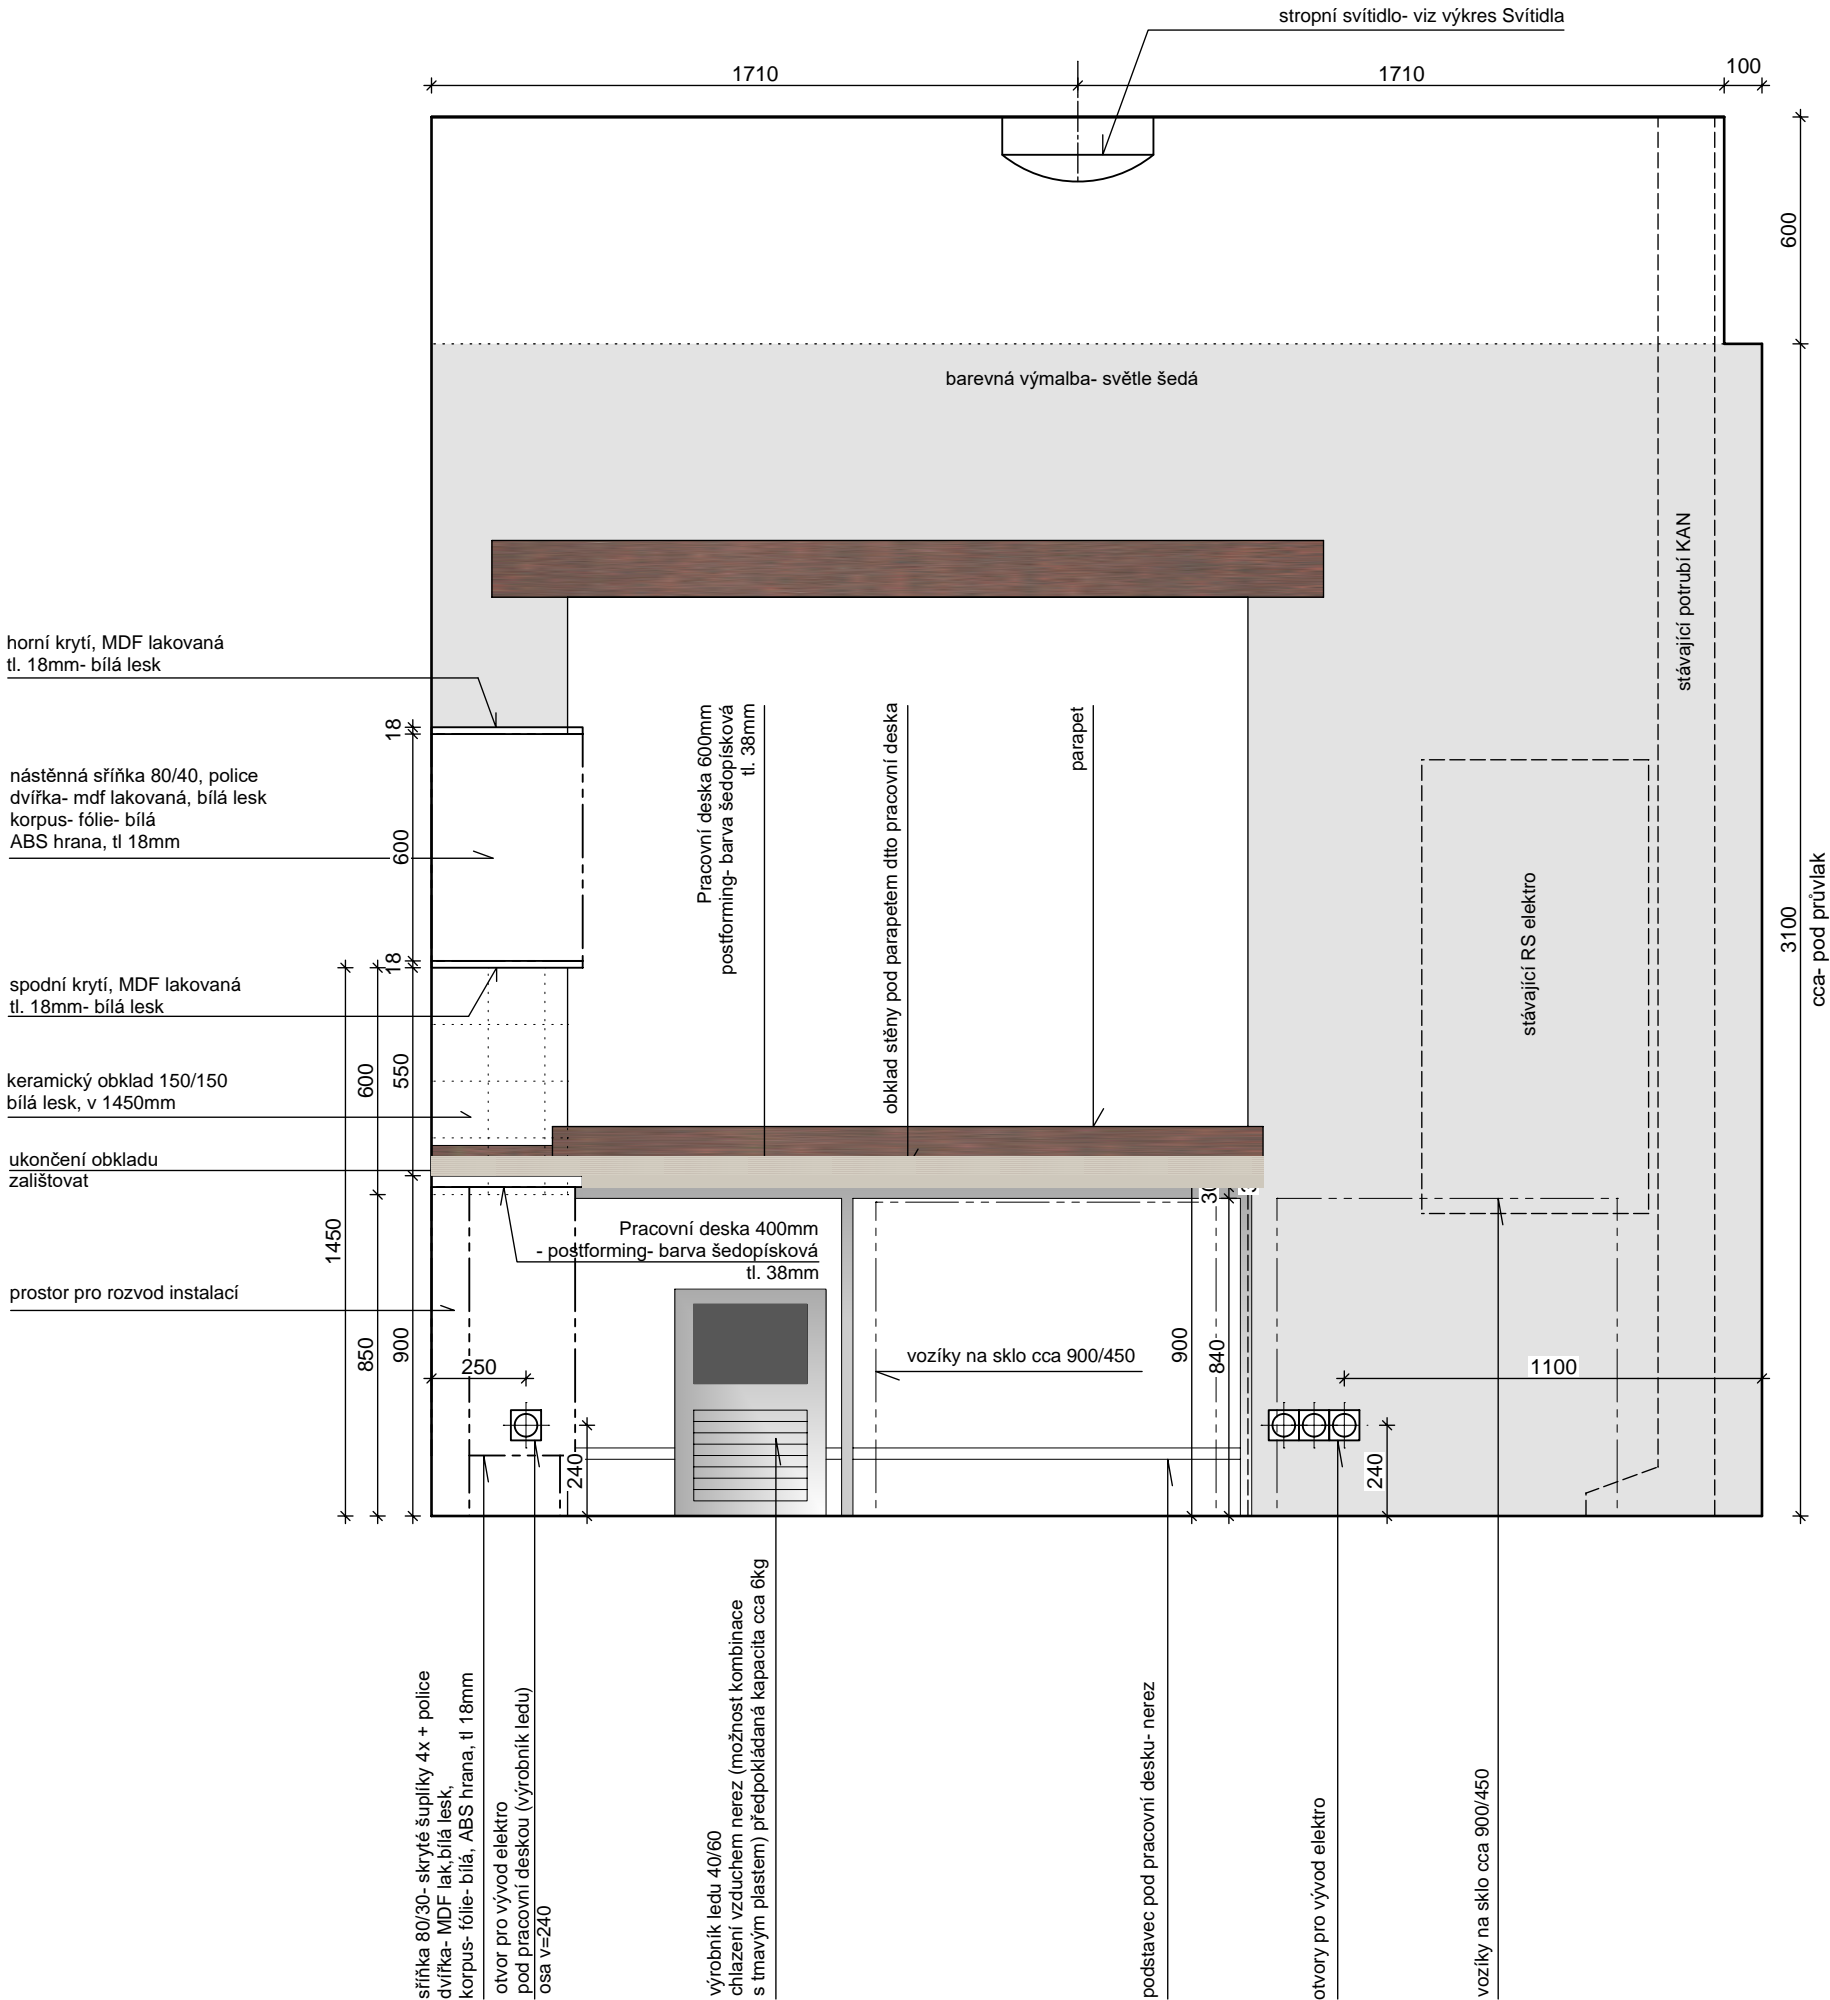 stropní svítidlo- viz výkres Svítidla
1710
1710
100
600
barevná výmalba- světle šedá
stávající potrubí KAN
horní krytí, MDF lakovaná
tl. 18mm- bílá lesk
18
nástěnná sříňka 80/40, police
dvířka- mdf lakovaná, bílá lesk
korpus- fólie- bílá
ABS hrana, tl 18mm
600
18
Pracovní deska 600mm
postforming- barva šedopísková
tl. 38mm
obklad stěny pod parapetem dtto pracovní deska
parapet
stávající RS elektro
3100
cca- pod průvlak
spodní krytí, MDF lakovaná
tl. 18mm- bílá lesk
keramický obklad 150/150
bílá lesk, v 1450mm
600
550
ukončení obkladu
zalištovat
1450
850
900
Pracovní deska 400mm
- postforming- barva šedopísková
tl. 38mm
30
prostor pro rozvod instalací
250
240
vozíky na sklo cca 900/450
900
840
1100
240
sříňka 80/30- skryté šuplíky 4x + police
dvířka- MDF lak,bílá lesk,
korpus- fólie- bílá, ABS hrana, tl 18mm
otvor pro vývod elektro
pod pracovní deskou (výrobník ledu)
osa v=240
výrobník ledu 40/60
chlazení vzduchem nerez (možnost kombinace
s tmavým plastem) předpokládaná kapacita cca 6kg
podstavec pod pracovní desku- nerez
otvory pro vývod elektro
vozíky na sklo cca 900/450